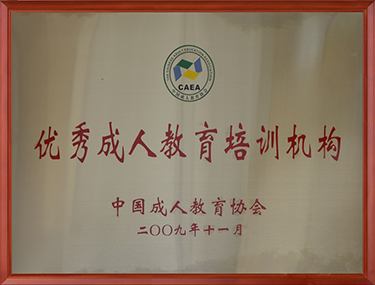 CAEA
优秀成人教育培训机构
中国成人教育协会
二〇〇九年十一月